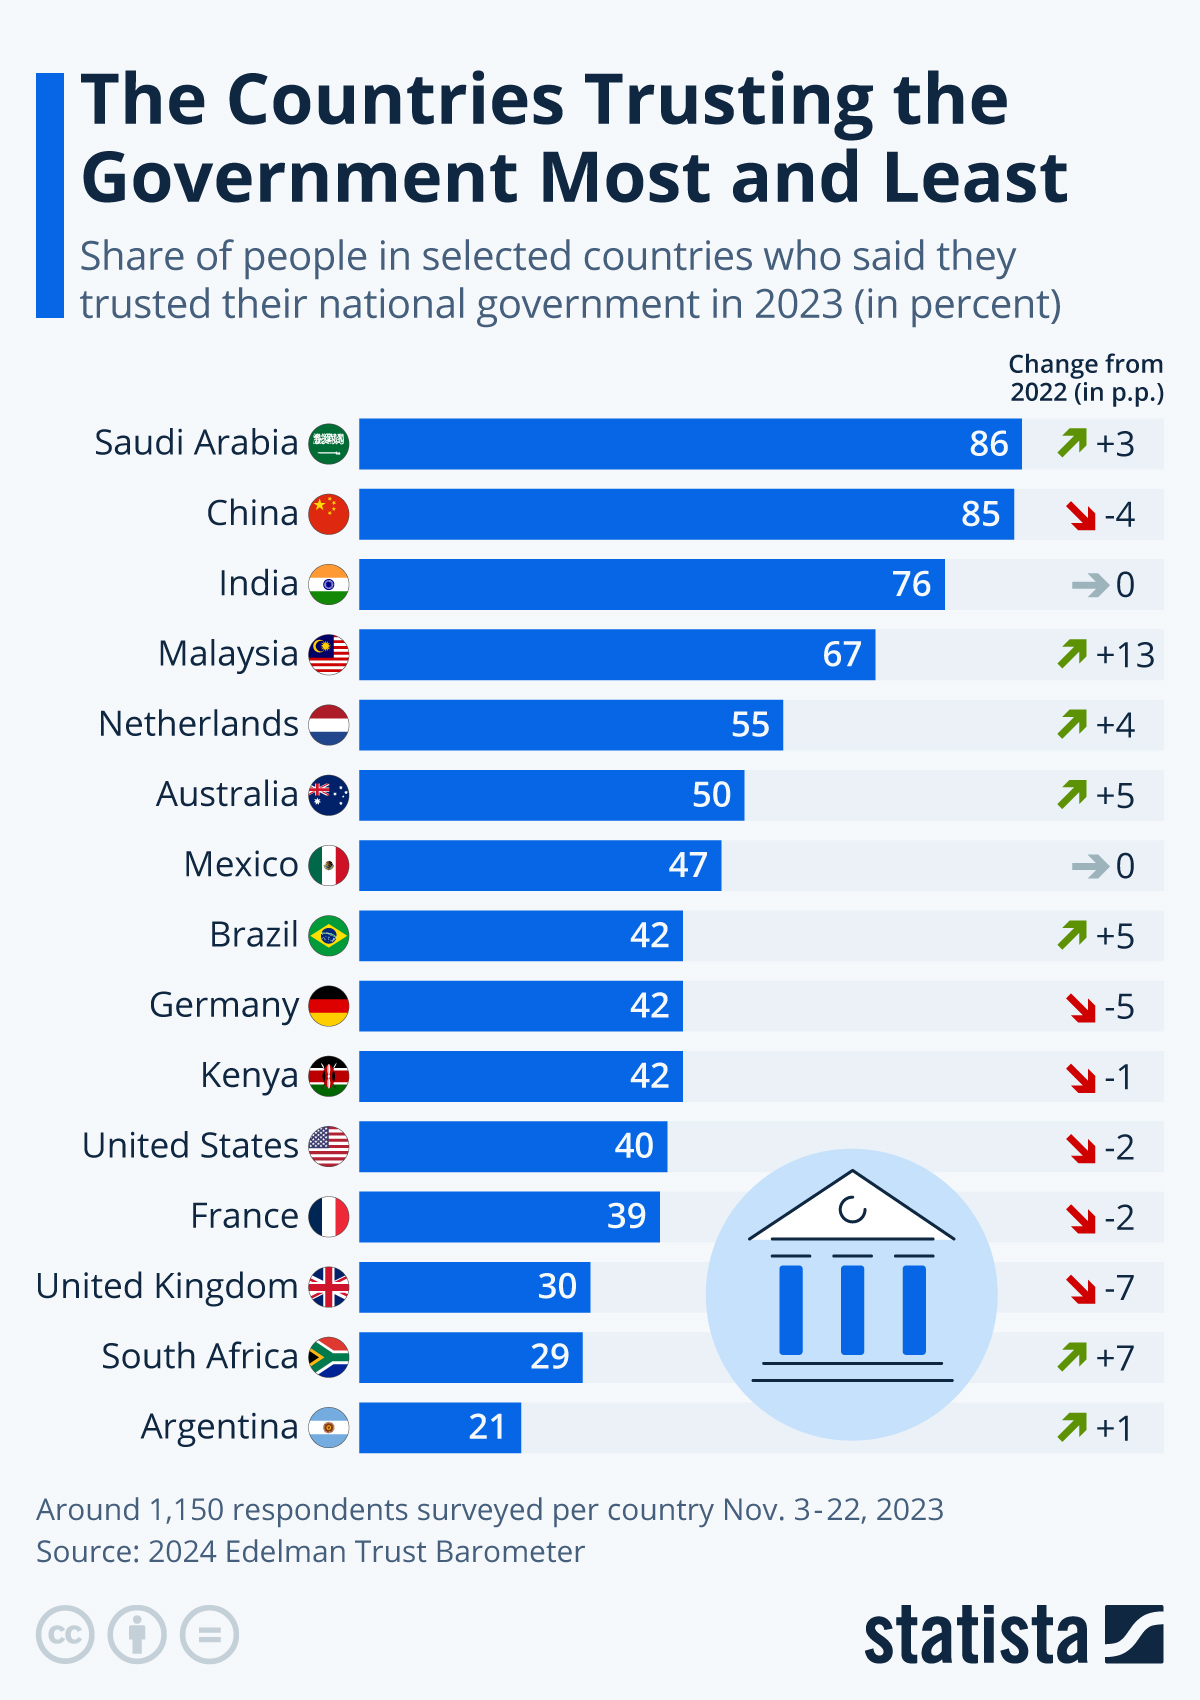 The Countries Trusting the
Government Most and Least
Share of people in selected countries who said they
trusted their national government in 2023 (in percent)
Change from
2022 (in p.p.)
Saudi Arabia 86 +3
China 85 -4
India 76 0
Malaysia 67 +13
Netherlands 55 +4
Australia 50 +5
Mexico 47 0
Brazil 42 +5
Germany 42 -5
Kenya 42 -1
United States 40 -2
France 39 -2
United Kingdom 30 -7
South Africa 29 +7
Argentina 21 +1
Around 1,150 respondents surveyed per country Nov. 3-22, 2023
Source: 2024 Edelman Trust Barometer
cc
statista